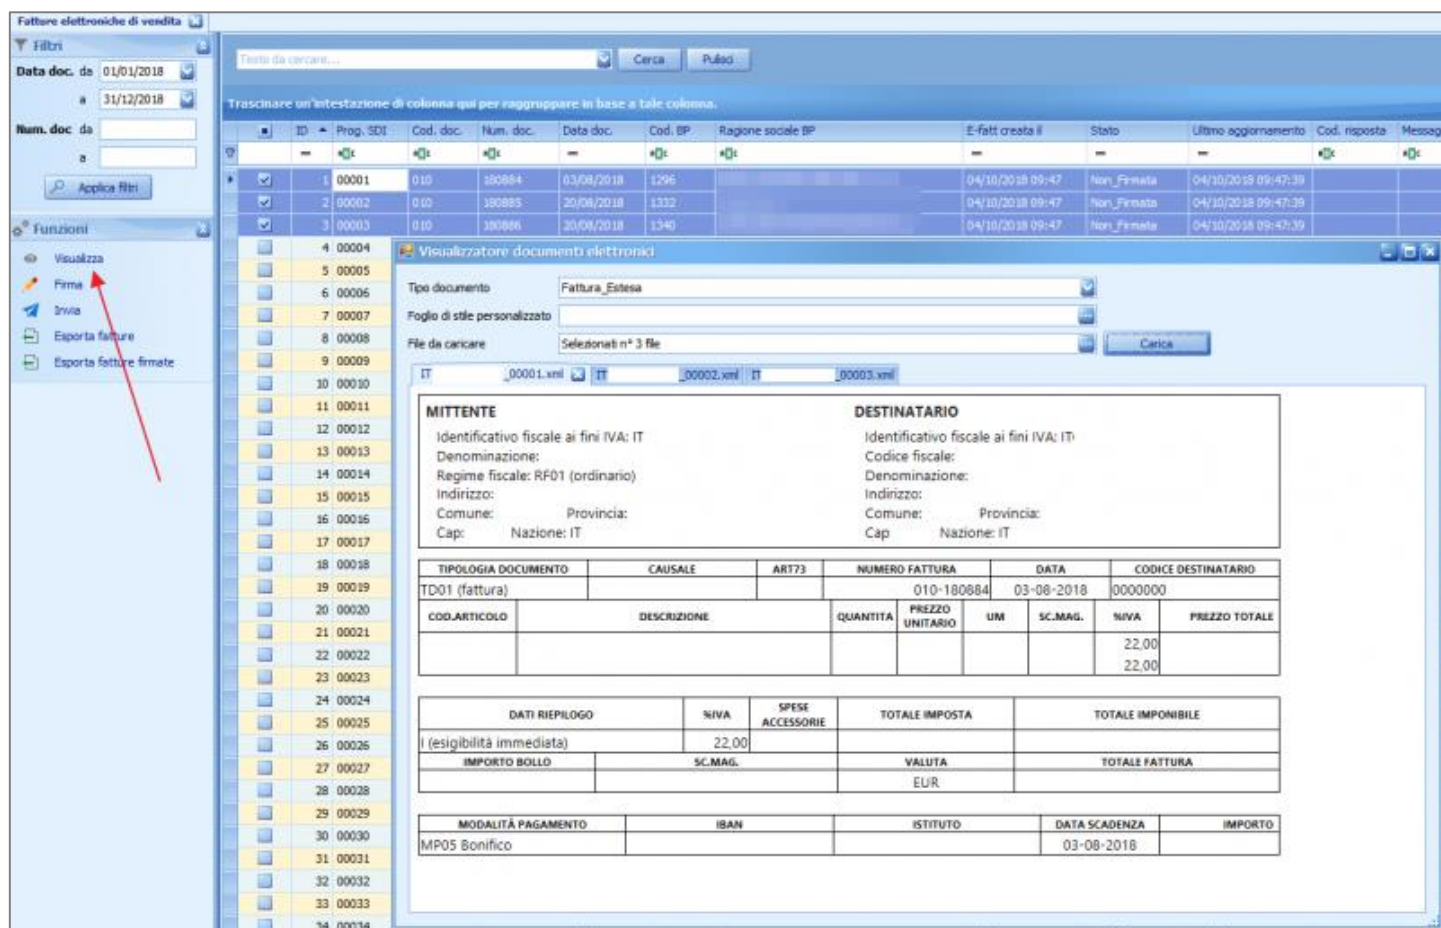 Fatture elettroniche di vendita
Filtri
Data doc. da 01/01/2018
a 31/12/2018
Num. doc da
a
Applica filtri
Funzioni
Visualizza
Firma
Invia
Esporta fatture
Esporta fatture firmate
Testo da cercare...
Cerca
Pulisci
Trascinare un'intestazione di colonna qui per raggruppare in base a tale colonna.
ID Prog. SDI Cod. doc. Num. doc. Data doc. Cod. BP Ragione sociale BP E-fatt creata il Stato Ultimo aggiornamento Cod. risposta Messag
1 00001 010 180884 03/08/2018 1296 04/10/2018 09:47 Non_Firmata 04/10/2018 09:47:39
2 00002 010 180885 20/08/2018 1332 04/10/2018 09:47 Non_Firmata 04/10/2018 09:47:39
3 00003 010 180886 20/08/2018 1340 04/10/2018 09:47 Non_Firmata 04/10/2018 09:47:39
4 00004
5 00005
6 00006
7 00007
8 00008
9 00009
10 00010
11 00011
12 00012
13 00013
14 00014
15 00015
16 00016
17 00017
18 00018
19 00019
20 00020
21 00021
22 00022
23 00023
24 00024
25 00025
26 00026
27 00027
28 00028
29 00029
30 00030
31 00031
32 00032
33 00033
34 00034
Visualizzatore documenti elettronici
Tipo documento Fattura_Estesa
Foglio di stile personalizzato
File da caricare Selezionati n° 3 file Carica
IT _00001.xml IT _00002.xml IT _00003.xml
MITTENTE
Identificativo fiscale ai fini IVA: IT
Denominazione:
Regime fiscale: RF01 (ordinario)
Indirizzo:
Comune: Provincia:
Cap: Nazione: IT
DESTINATARIO
Identificativo fiscale ai fini IVA: IT
Codice fiscale:
Denominazione:
Indirizzo:
Comune: Provincia:
Cap Nazione: IT
TIPOLOGIA DOCUMENTO CAUSALE ART73 NUMERO FATTURA DATA CODICE DESTINATARIO
TD01 (fattura) 010-180884 03-08-2018 0000000
COD.ARTICOLO DESCRIZIONE QUANTITA PREZZO UNITARIO UM SC.MAG. %IVA PREZZO TOTALE
22,00
22,00
DATI RIEPILOGO %IVA SPESE ACCESSORIE TOTALE IMPOSTA TOTALE IMPONIBILE
I (esigibilità immediata) 22,00
IMPORTO BOLLO SC.MAG. VALUTA TOTALE FATTURA
EUR
MODALITÀ PAGAMENTO IBAN ISTITUTO DATA SCADENZA IMPORTO
MP05 Bonifico 03-08-2018